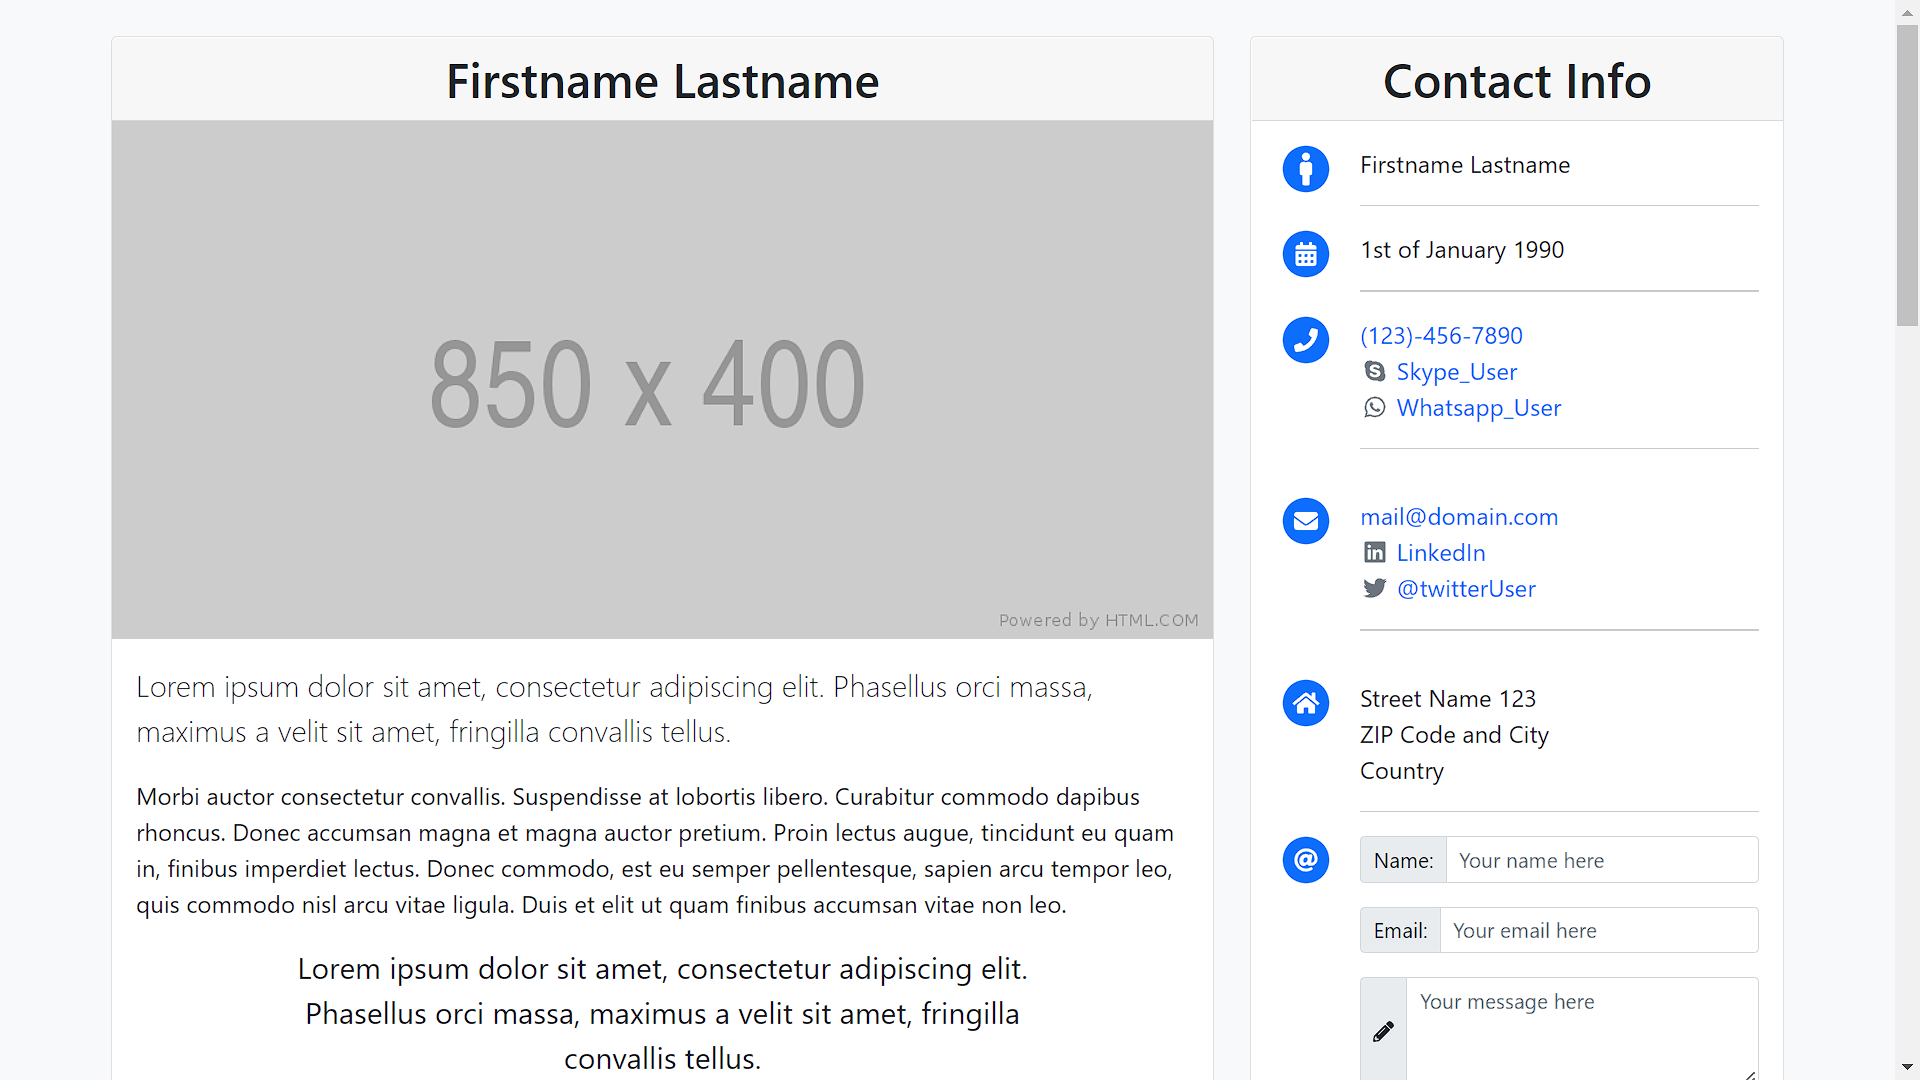 Firstname Lastname
850 x 400
Powered by HTML.COM
Lorem ipsum dolor sit amet, consectetur adipiscing elit. Phasellus orci massa,
maximus a velit sit amet, fringilla convallis tellus.
Morbi auctor consectetur convallis. Suspendisse at lobortis libero. Curabitur commodo dapibus
rhoncus. Donec accumsan magna et magna auctor pretium. Proin lectus augue, tincidunt eu quam
in, finibus imperdiet lectus. Donec commodo, est eu semper pellentesque, sapien arcu tempor leo,
quis commodo nisl arcu vitae ligula. Duis et elit ut quam finibus accumsan vitae non leo.
Lorem ipsum dolor sit amet, consectetur adipiscing elit.
Phasellus orci massa, maximus a velit sit amet, fringilla
convallis tellus.
Contact Info
Firstname Lastname
1st of January 1990
(123)-456-7890
Skype_User
Whatsapp_User
mail@domain.com
LinkedIn
@twitterUser
Street Name 123
ZIP Code and City
Country
Name: Your name here
Email: Your email here
Your message here